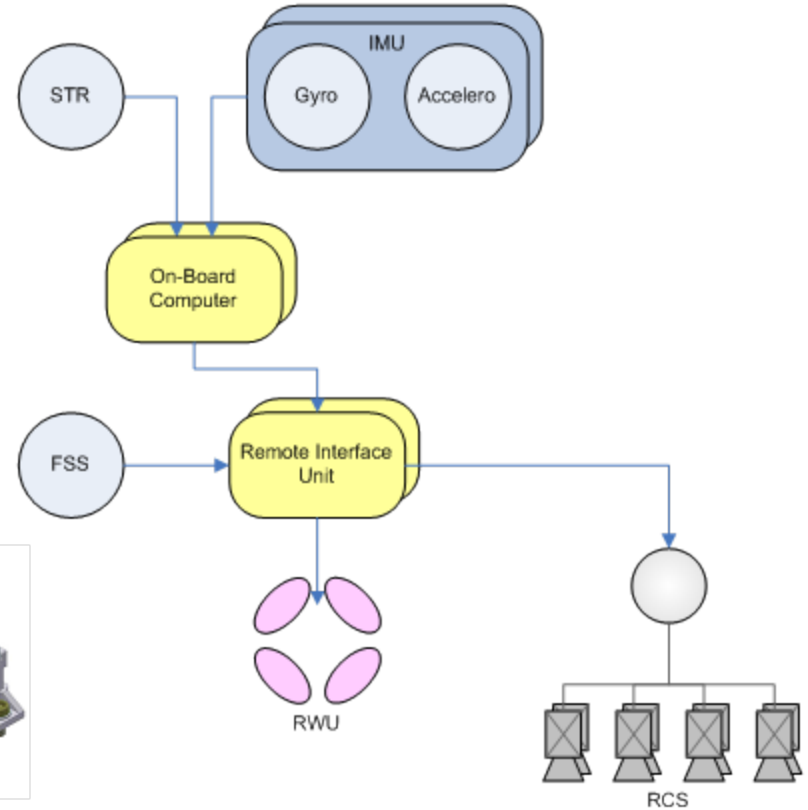 IMU
STR
Gyro
Accelero
On-Board
Computer
Remote Interface
Unit
FSS
RWU
RCS